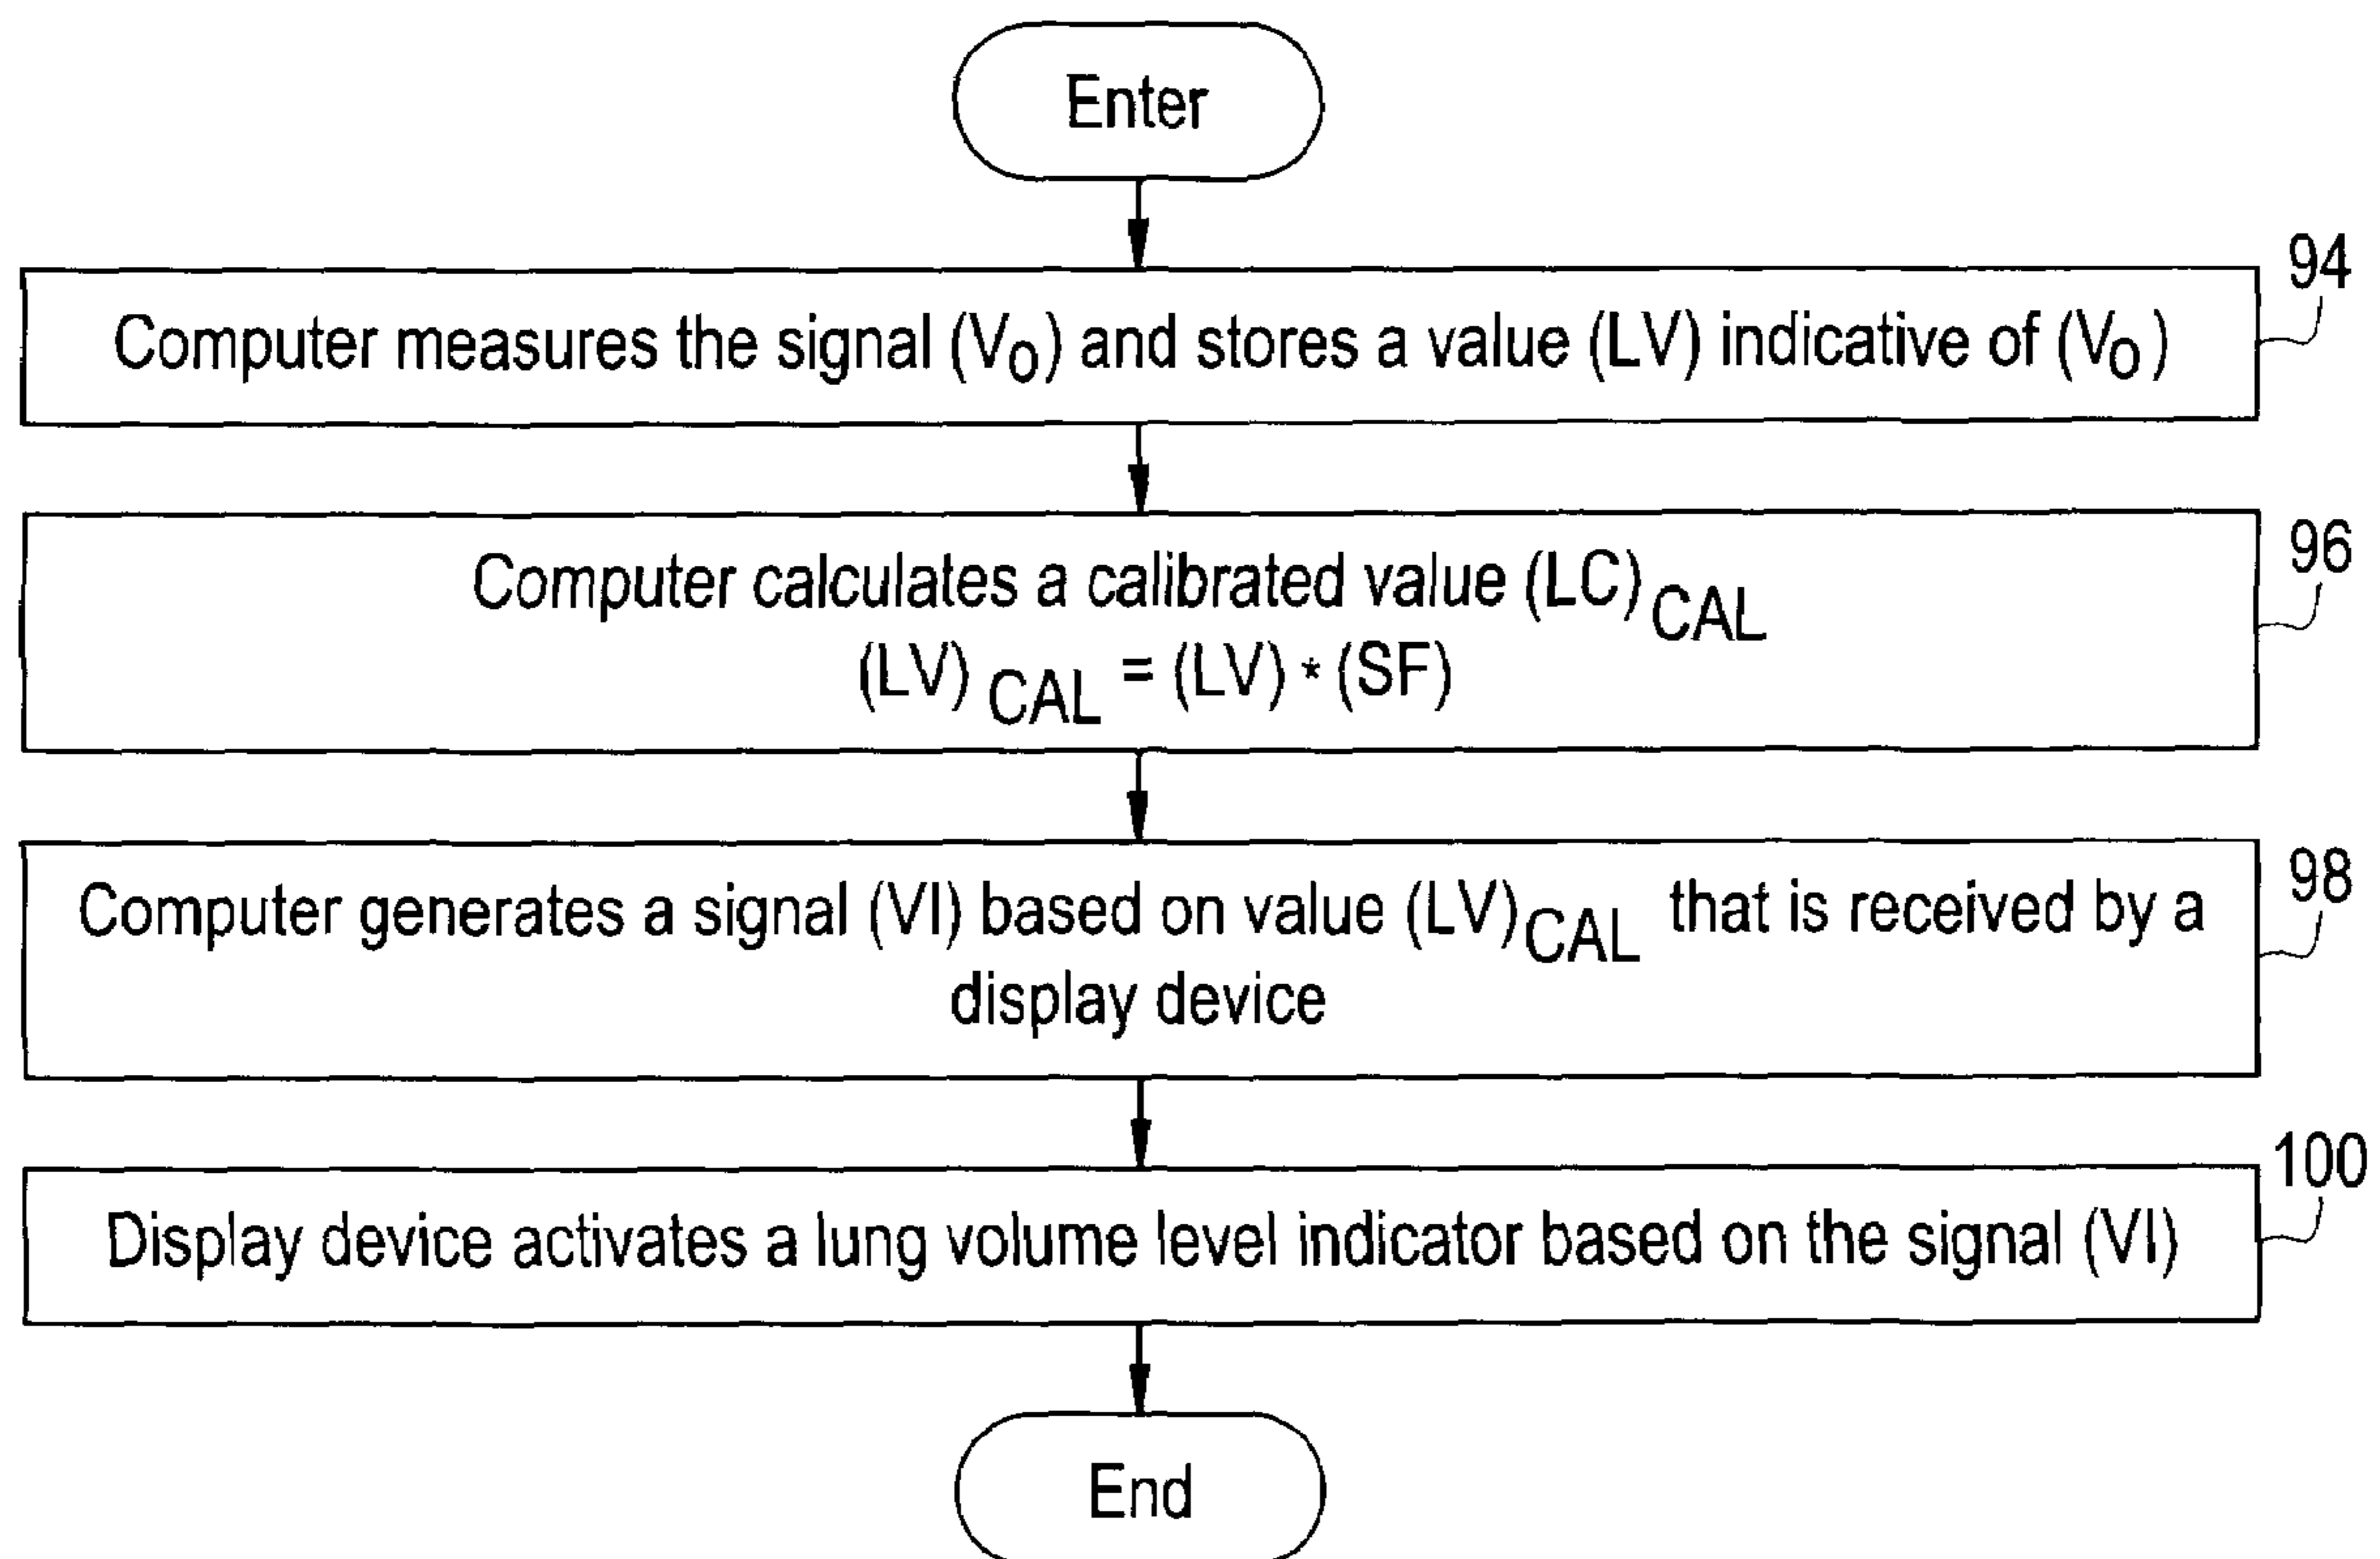 Enter
94
Computer measures the signal (VO) and stores a value (LV) indicative of (VO)
96
Computer calculates a calibrated value (LC)CAL
(LV) CAL = (LV) * (SF)
98
Computer generates a signal (VI) based on value (LV)CAL that is received by a
display device
100
Display device activates a lung volume level indicator based on the signal (VI)
End